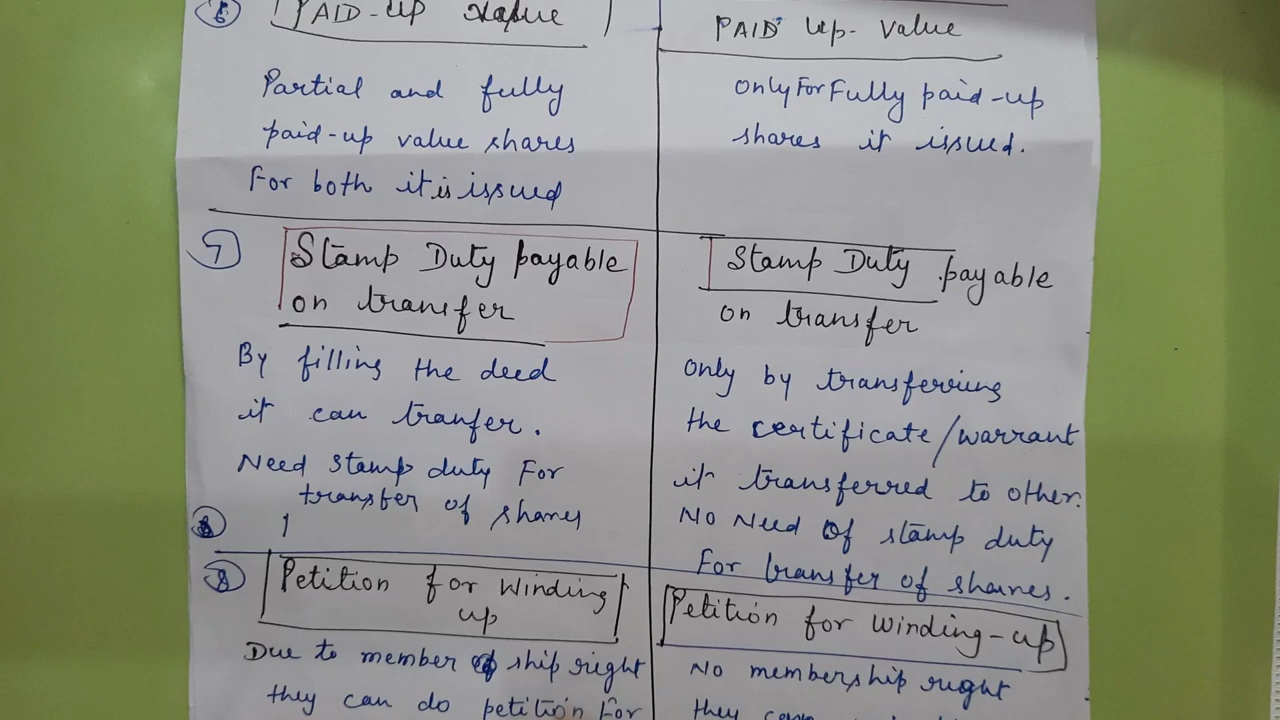 6 PAID-UP value
Partial and fully
paid-up value shares
For both it is issued
7 Stamp Duty payable
on transfer
By filling the deed
it can tranfer.
Need stamp duty For
transfer of shares
8
8 Petition for winding
up
Due to member ship right
they can do petition For
PAID up- value
only For Fully paid-up
shares it issued.
Stamp Duty payable
on transfer
only by transferring
the certificate/warrant
it transferred to other.
No Need of stamp duty
For transfer of shares.
Petition for winding-up
No membership right
they